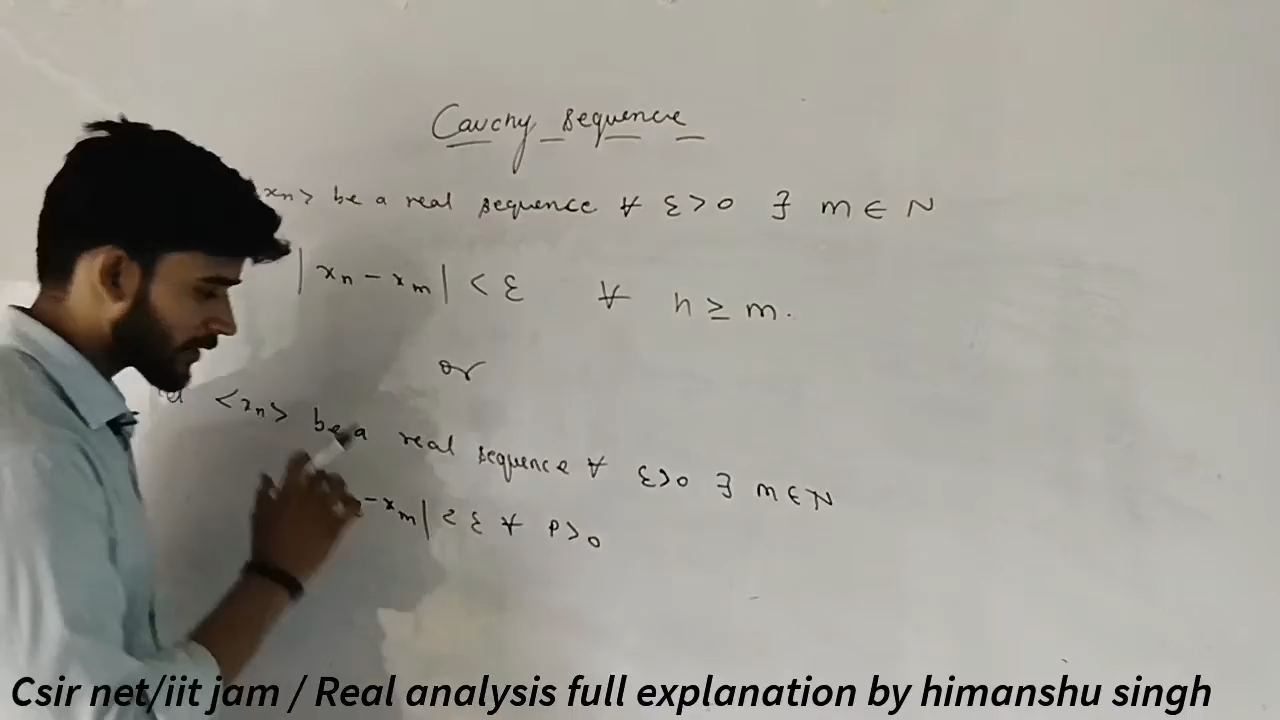 Cauchy sequence
xn> be a real sequence ∀ ε>0 ∃ m ∈ N
|xn - xm| < ε ∀ n ≥ m.
or
<xn> be a real sequence ∀ ε>0 ∃ m ∈ N
- xm| < ε ∀ p>0
Csir net/iit jam / Real analysis full explanation by himanshu singh